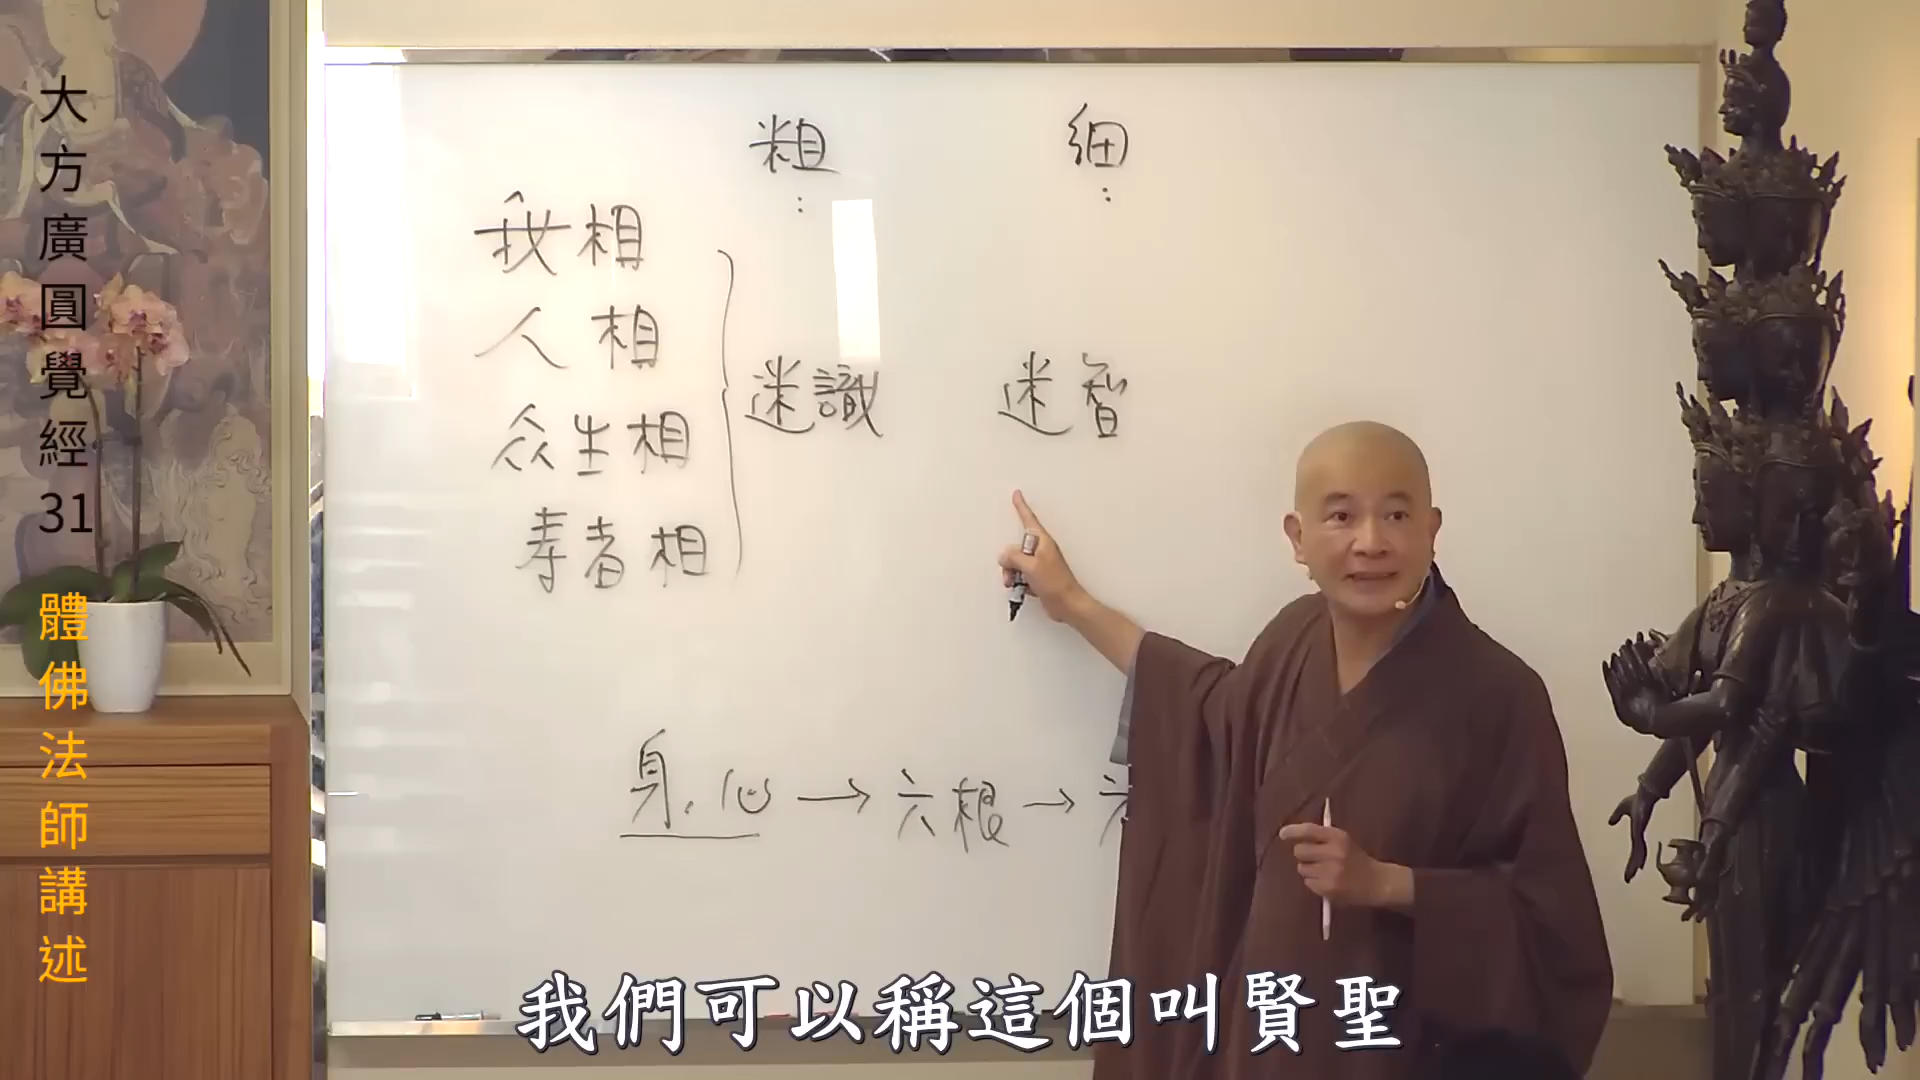 大方廣圓覺經31 體佛法師講述
粗 細
: :
我相
人相
迷識 迷智
众生相
寿者相
身.心→六根→六
我們可以稱這個叫賢聖